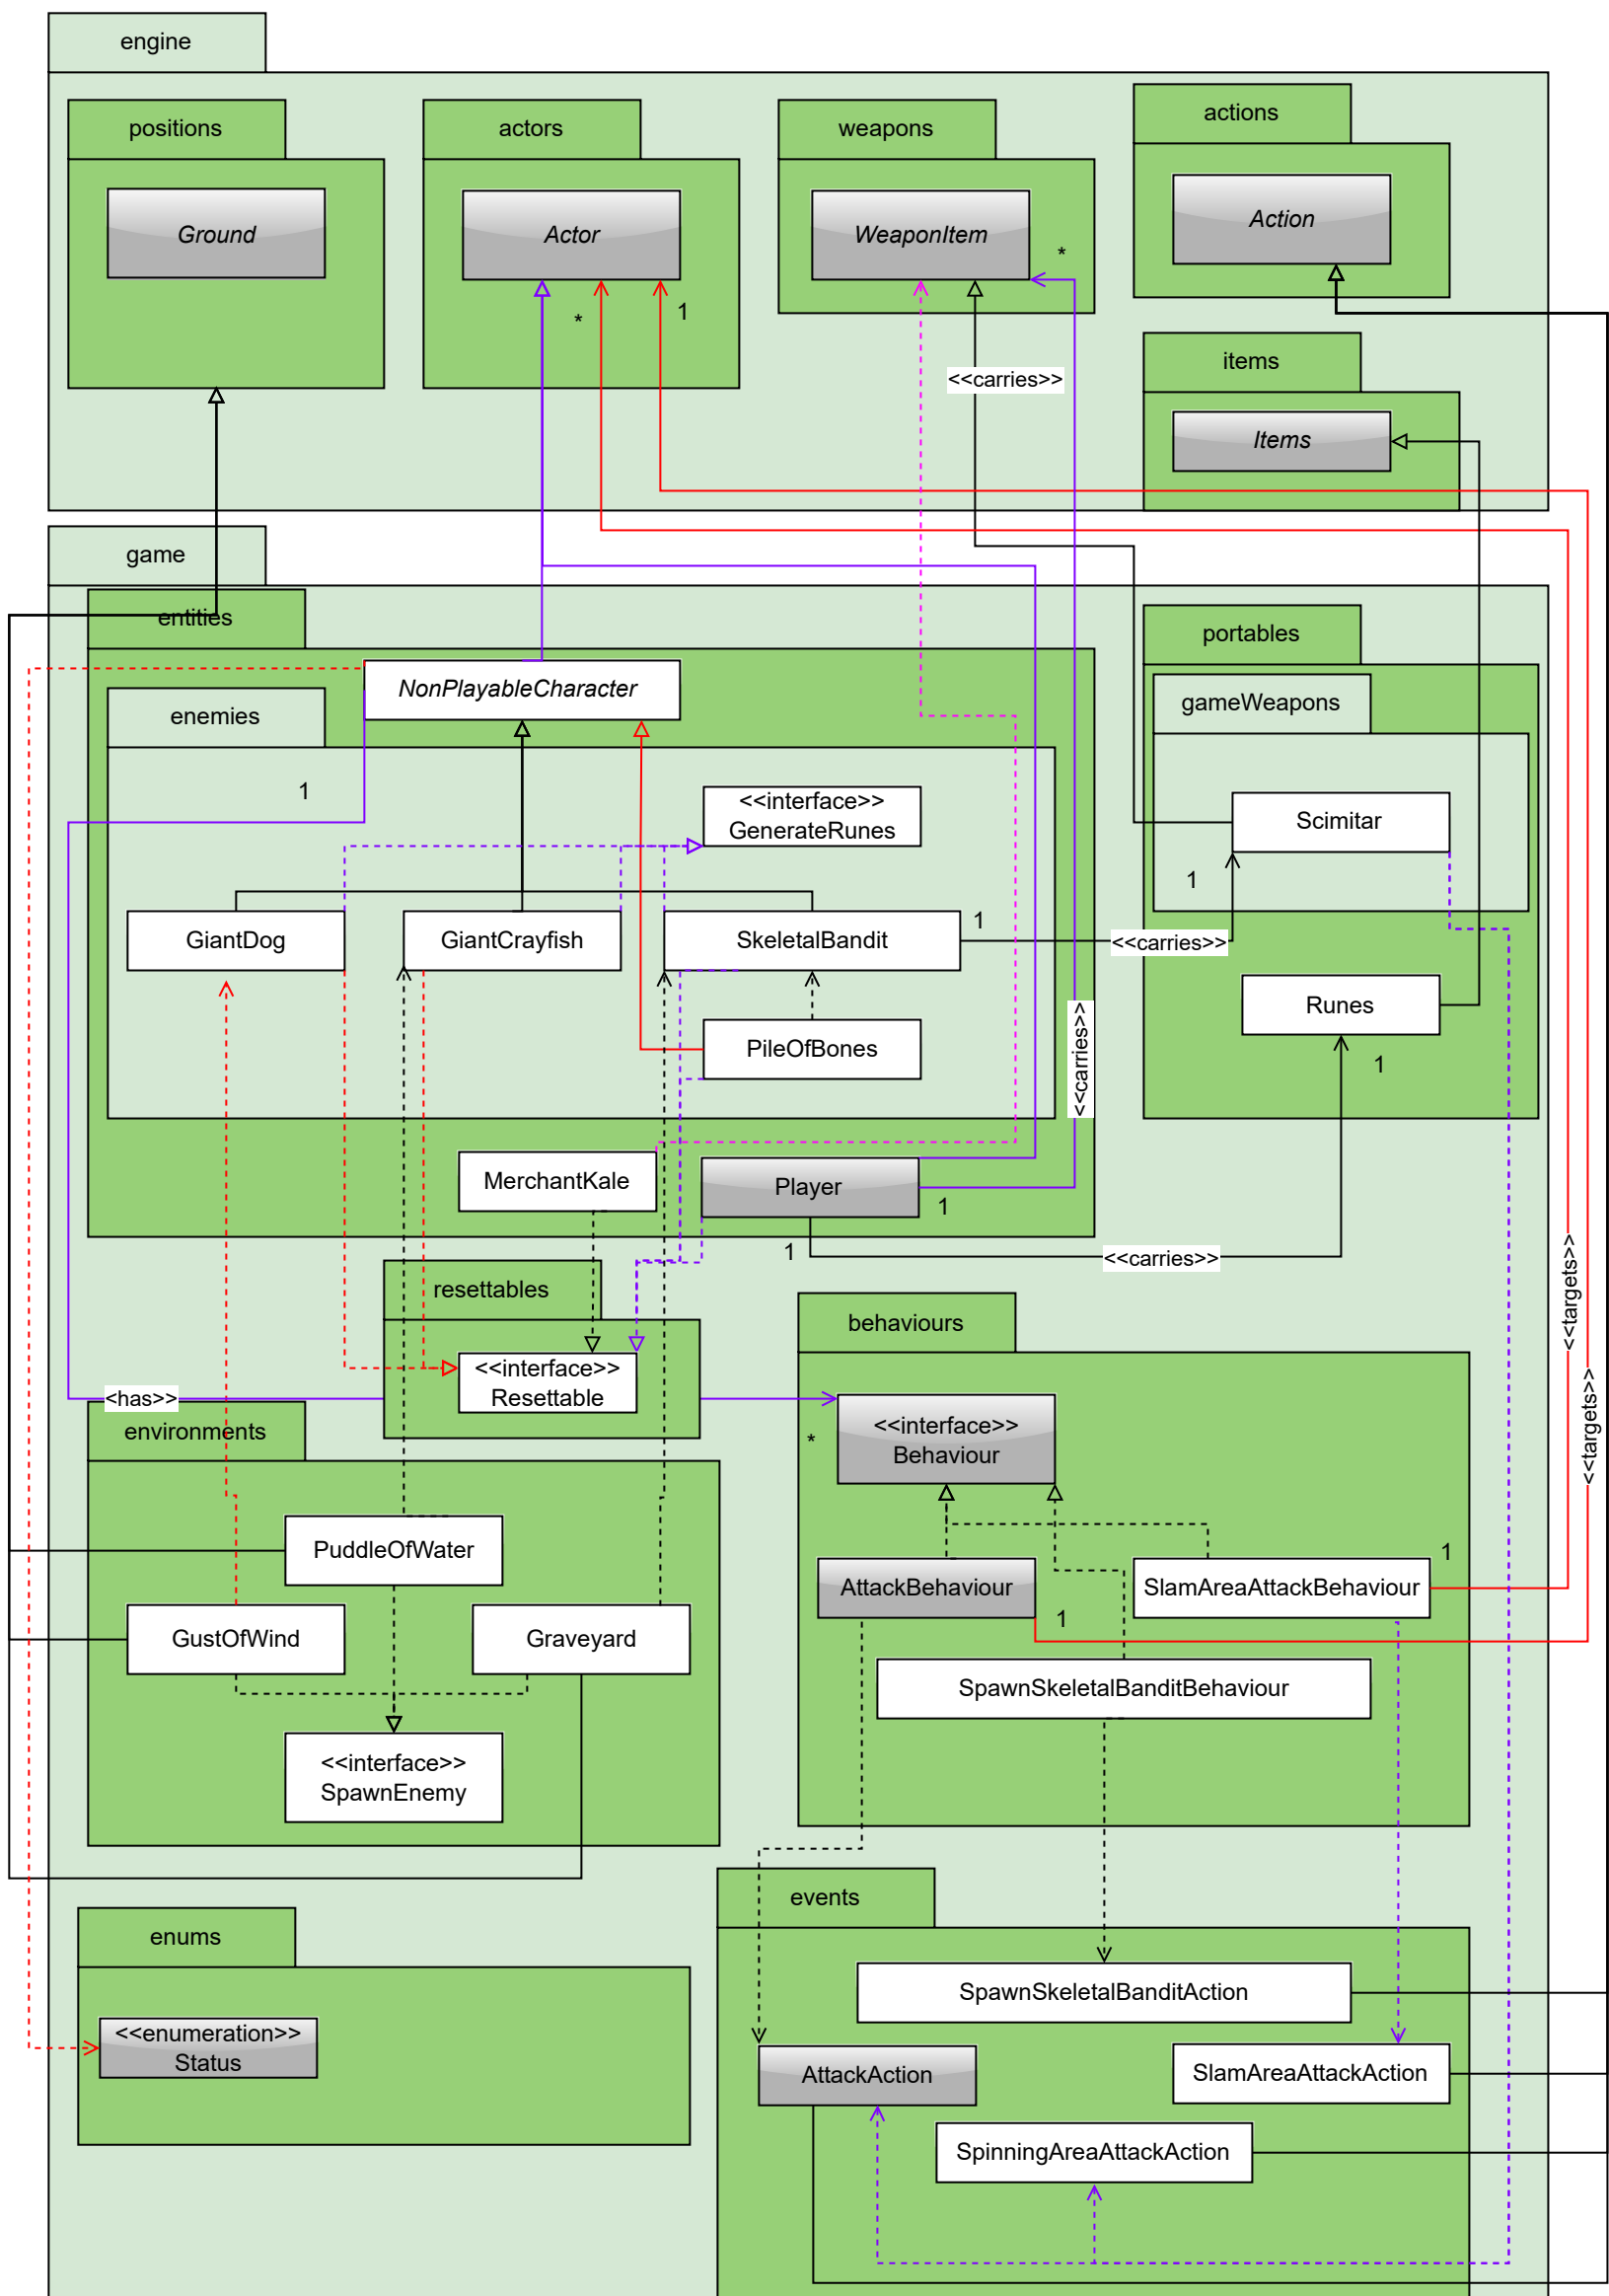 engine
positions
actors
weapons
actions
Ground
Actor
WeaponItem
Action
*
*
1
<<carries>>
items
Items
game
entities
portables
NonPlayableCharacter
enemies
gameWeapons
1
<<interface>>
GenerateRunes
Scimitar
1
GiantDog
GiantCrayfish
SkeletalBandit
1
<<carries>>
Runes
PileOfBones
1
<<carries>>
MerchantKale
Player
1
1
<<carries>>
<<targets>>
resettables
behaviours
<<interface>>
Resettable
<has>>
<<targets>>
environments
*
<<interface>>
Behaviour
PuddleOfWater
1
AttackBehaviour
SlamAreaAttackBehaviour
1
GustOfWind
Graveyard
SpawnSkeletalBanditBehaviour
<<interface>>
SpawnEnemy
events
enums
SpawnSkeletalBanditAction
<<enumeration>>
Status
AttackAction
SlamAreaAttackAction
SpinningAreaAttackAction